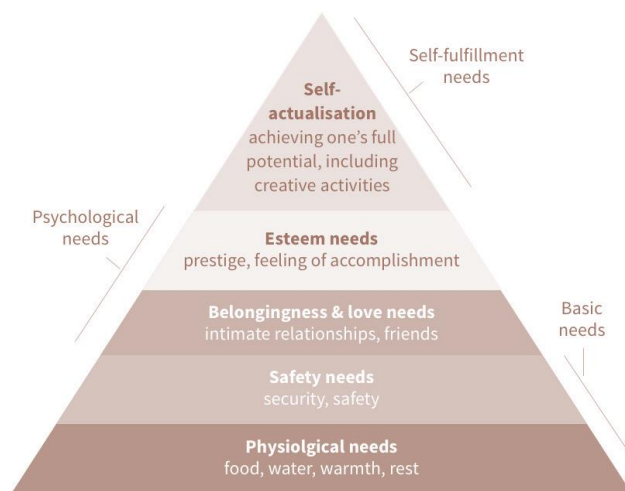 Self-fulfillment
needs
Self-
actualisation
achieving one's full
potential, including
creative activities
Psychological
needs
Esteem needs
prestige, feeling of accomplishment
Belongingness & love needs
intimate relationships, friends
Basic
needs
Safety needs
security, safety
Physiolgical needs
food, water, warmth, rest